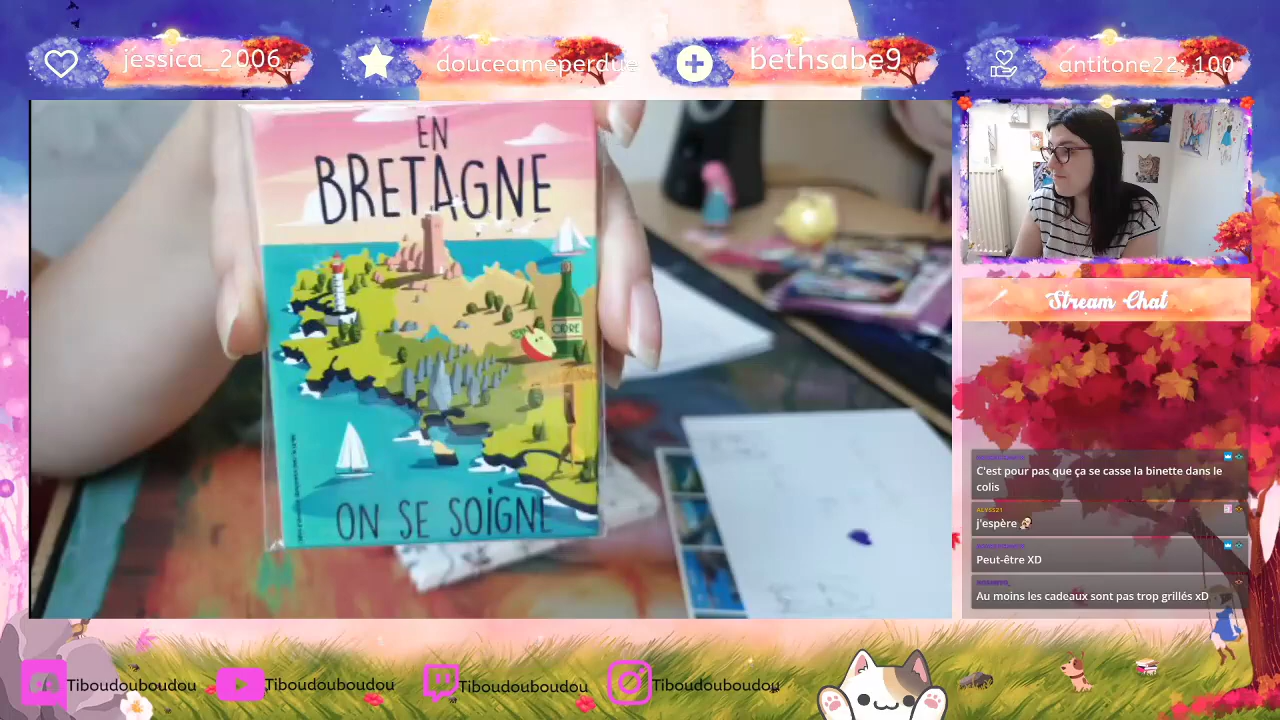 jessica_2006_
douceameperdue
bethsabe9
antitone22: 100
EN
BRETAGNE
CIDRE
ON SE SOIGNE
Stream Chat
C'est pour pas que ça se casse la binette dans le
colis
ALYSS21
j'espère
Peut-être XD
Au moins les cadeaux sont pas trop grillés xD
Tiboudouboudou
Tiboudouboudou
Tiboudouboudou
Tiboudouboudou